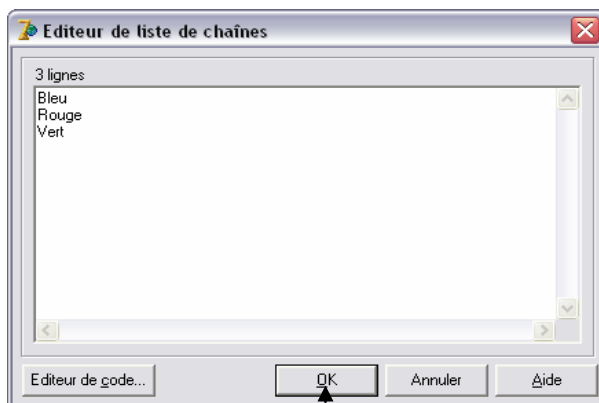 Editeur de liste de chaînes
3 lignes
Bleu
Rouge
Vert
Editeur de code... OK Annuler Aide